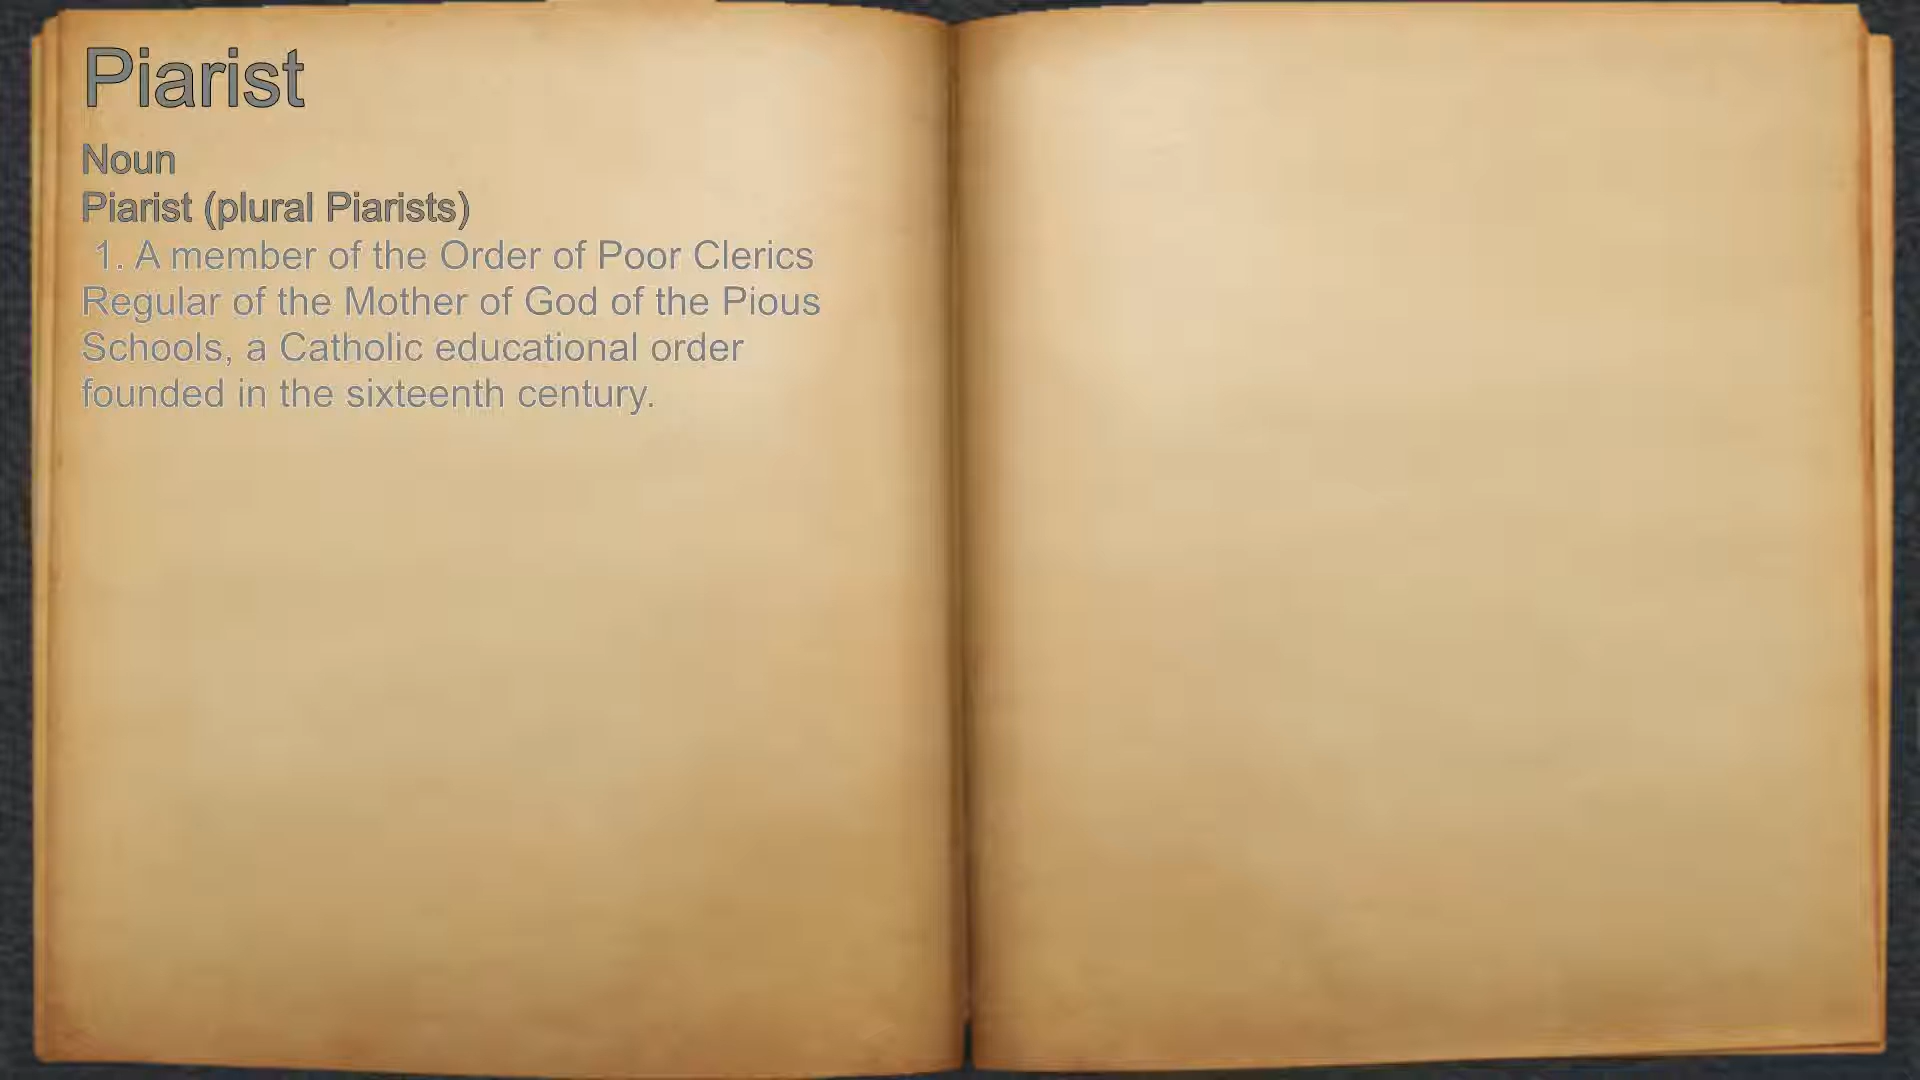 Piarist
Noun
Piarist (plural Piarists)
1. A member of the Order of Poor Clerics
Regular of the Mother of God of the Pious
Schools, a Catholic educational order
founded in the sixteenth century.